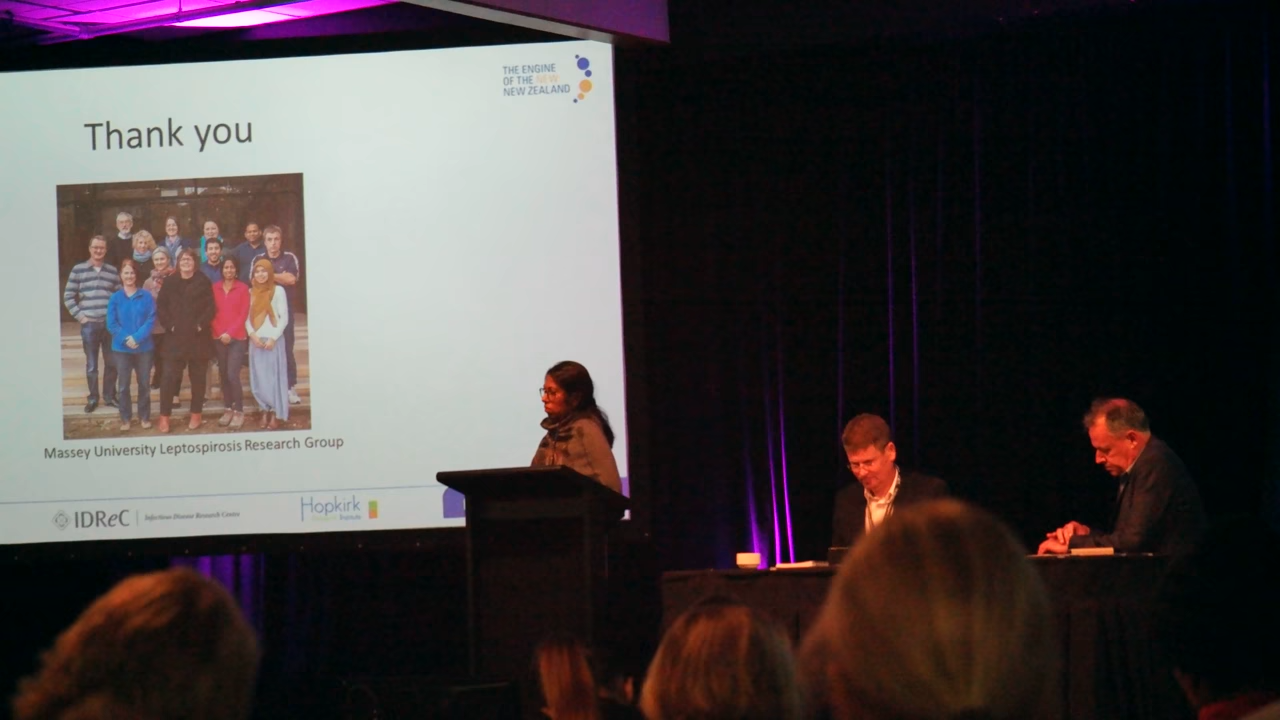 THE ENGINE
OF THE NEW
NEW ZEALAND
Thank you
Massey University Leptospirosis Research Group
IDReC
Infectious Disease Research Centre
Hopkirk
Institute